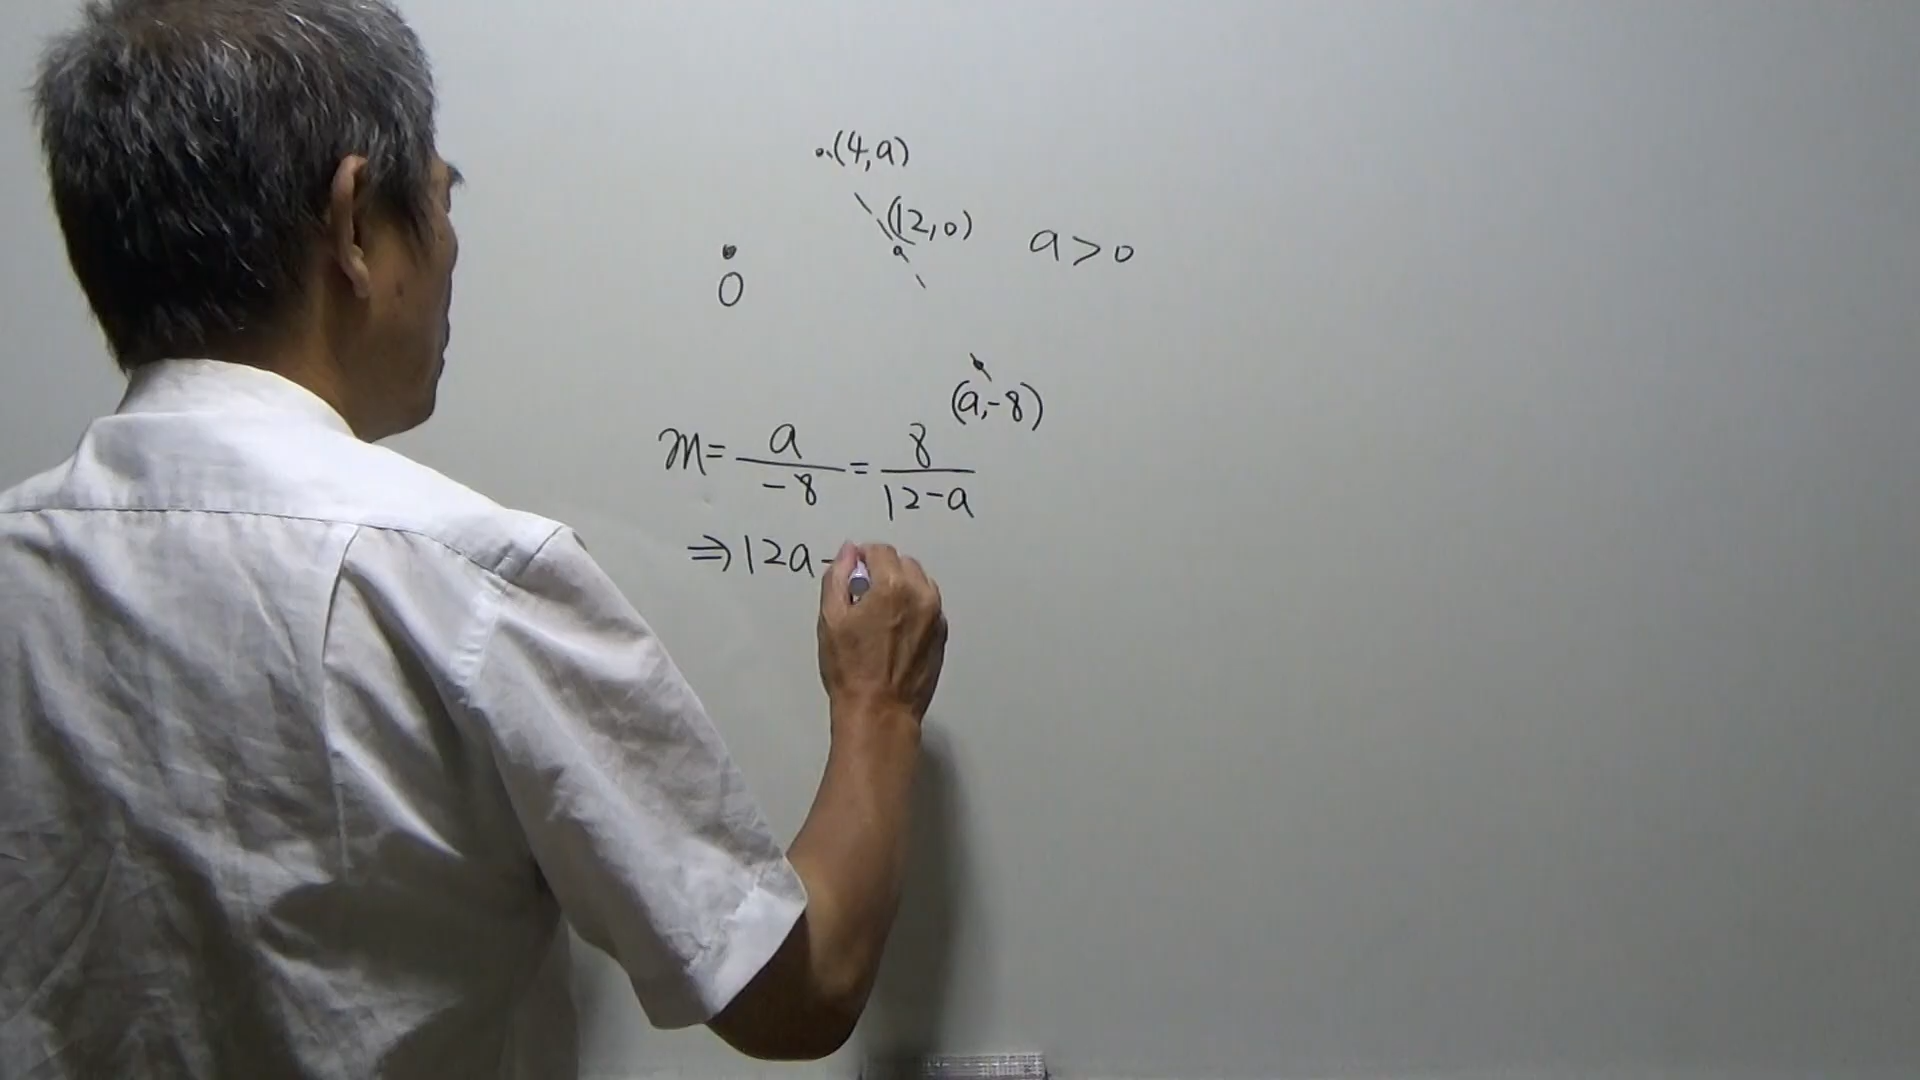 (4,a)
(12,0)
a>0
0
(a,-8)
m= a/-8 = 8/12-a
⇒12a-